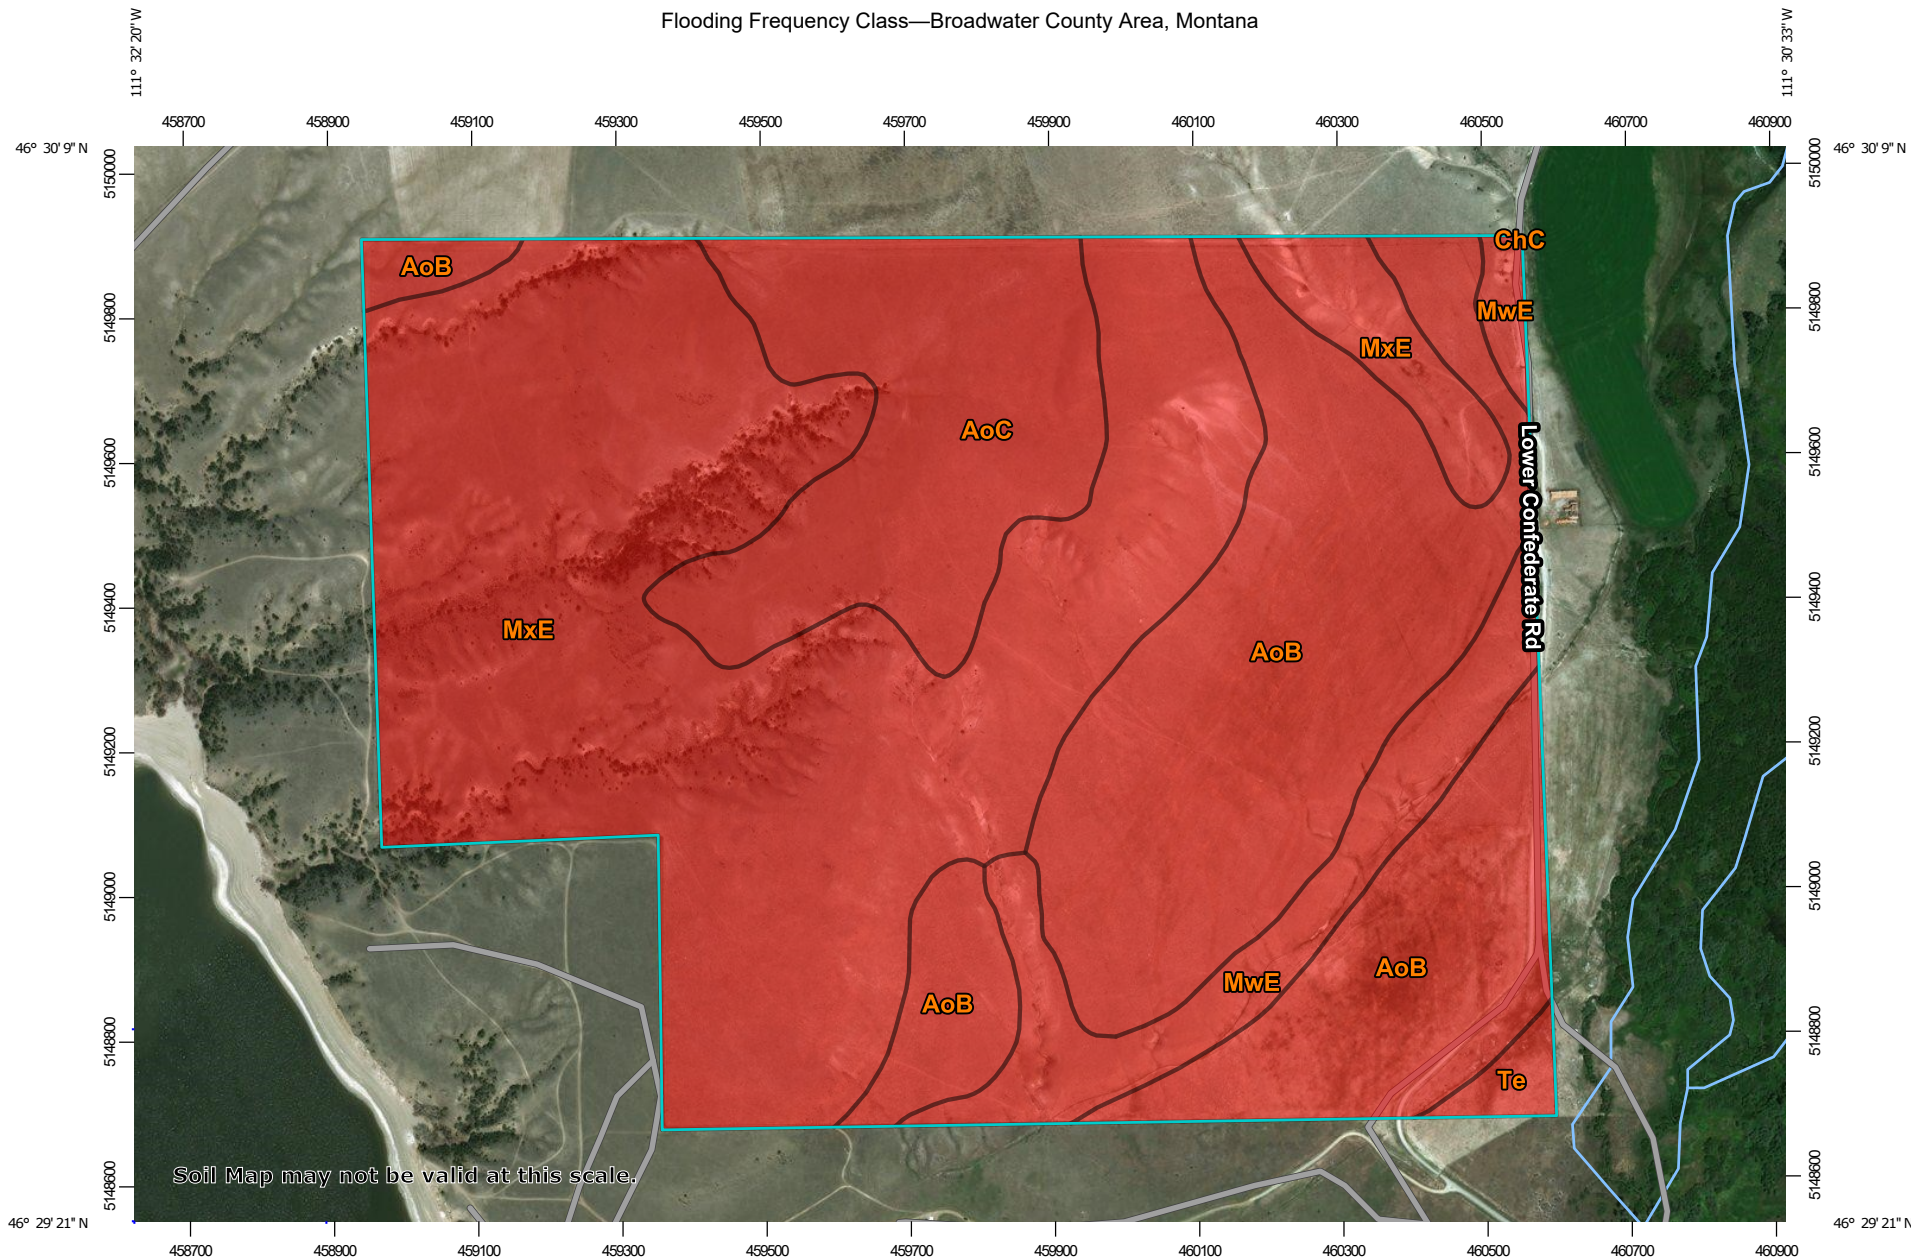 Flooding Frequency Class—Broadwater County Area, Montana
111° 32' 20'' W
111° 30' 33'' W
458700 458900 459100 459300 459500 459700 459900 460100 460300 460500 460700 460900
46° 30' 9'' N
46° 30' 9'' N
5150000
5150000
ChC
AoB
5149800
MwE
5149800
MxE
AoC
5149600
Lower Confederate Rd
5149600
5149400
MxE
AoB
5149400
5149200
5149200
5149000
5149000
AoB
MwE
AoB
5148800
5148800
Te
Soil Map may not be valid at this scale.
5148600
5148600
46° 29' 21'' N
46° 29' 21'' N
458700 458900 459100 459300 459500 459700 459900 460100 460300 460500 460700 460900